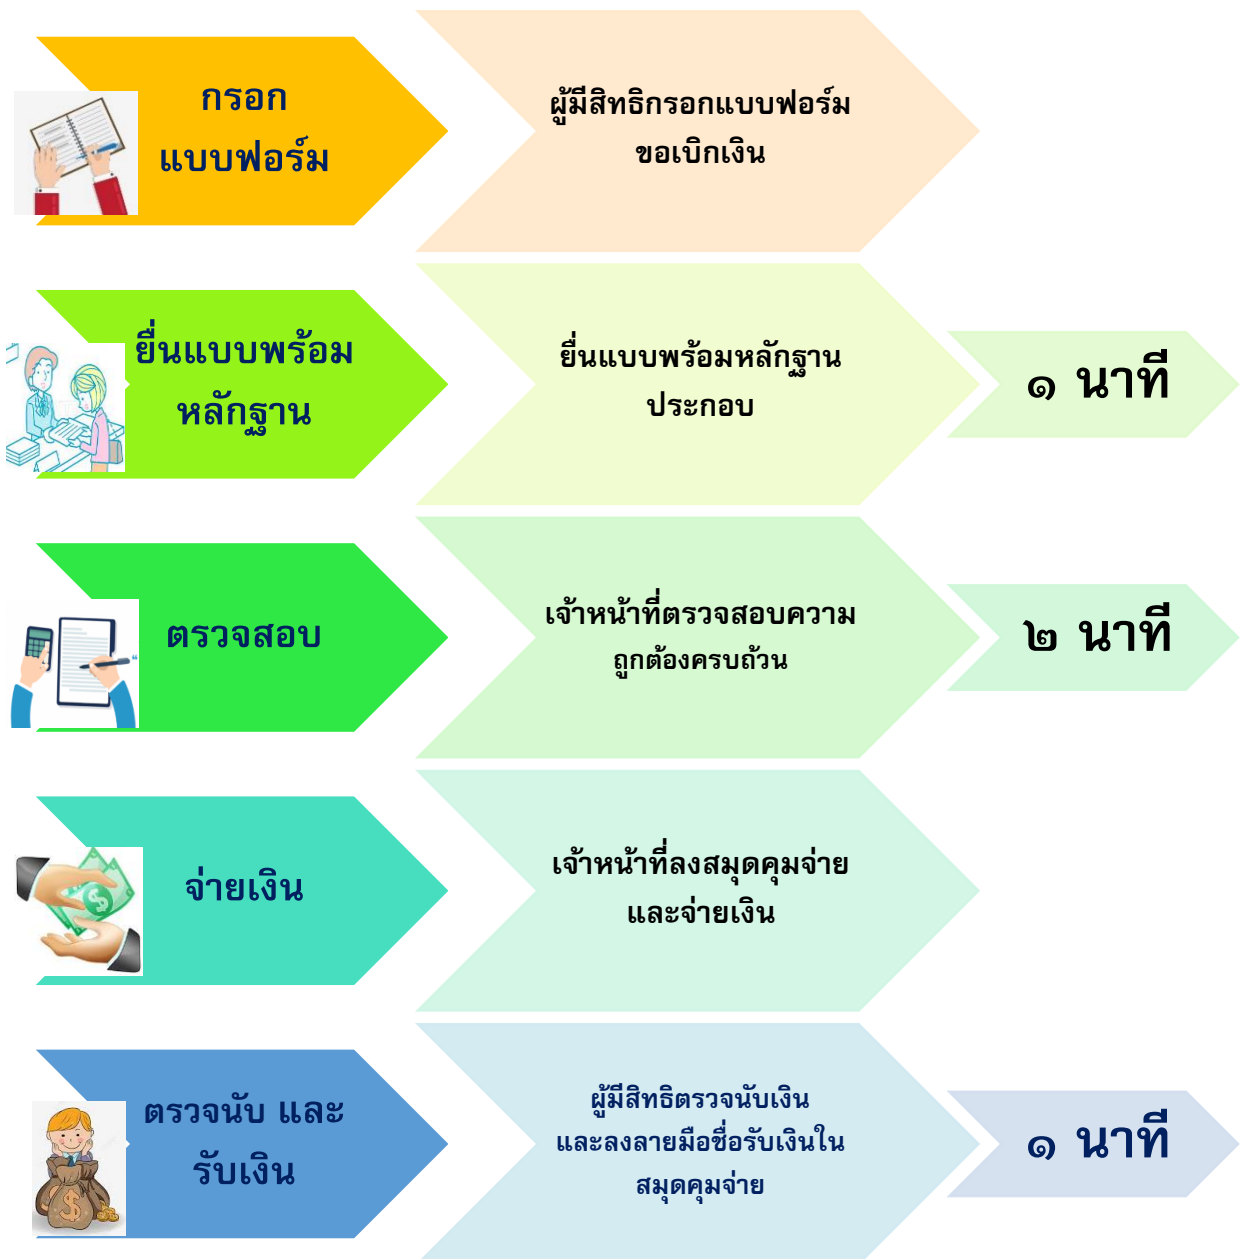 กรอก
แบบฟอร์ม
ผู้มีสิทธิกรอกแบบฟอร์ม
ขอเบิกเงิน
ยื่นแบบพร้อม
หลักฐาน
ยื่นแบบพร้อมหลักฐาน
ประกอบ
๑ นาที
ตรวจสอบ
เจ้าหน้าที่ตรวจสอบความ
ถูกต้องครบถ้วน
๒ นาที
จ่ายเงิน
เจ้าหน้าที่ลงสมุดคุมจ่าย
และจ่ายเงิน
ตรวจนับ และ
รับเงิน
ผู้มีสิทธิตรวจนับเงิน
และลงลายมือชื่อรับเงินใน
สมุดคุมจ่าย
๑ นาที